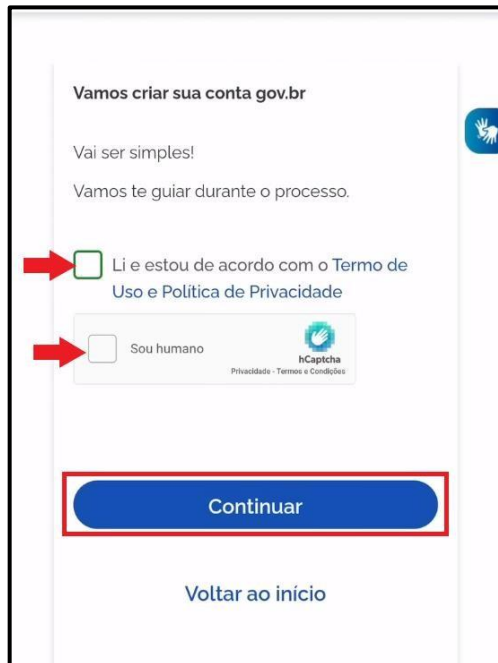 Vamos criar sua conta gov.br
Vai ser simples!
Vamos te guiar durante o processo.
Li e estou de acordo com o Termo de
Uso e Política de Privacidade
Sou humano
hCaptcha
Privacidade - Termos e Condições
Continuar
Voltar ao início